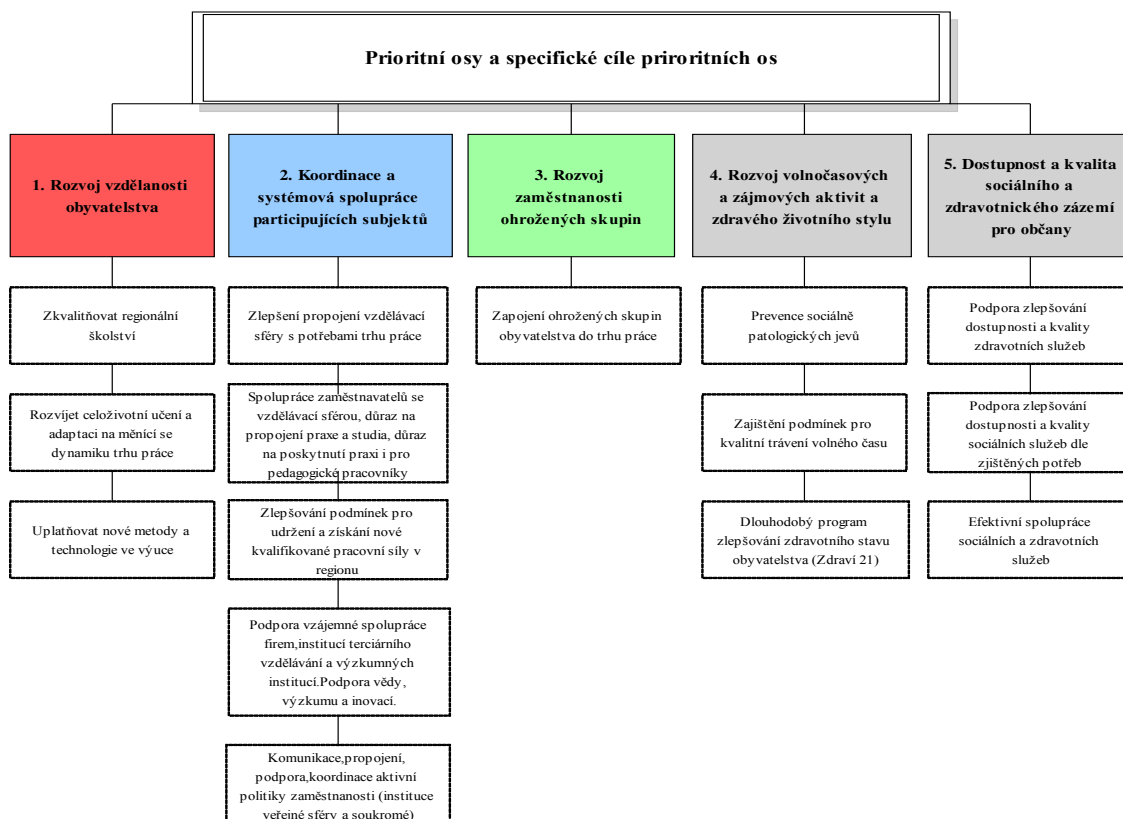 Prioritní osy a specifické cíle priroritních os
1. Rozvoj vzdělanosti
obyvatelstva
2. Koordinace a
systémová spolupráce
participujících subjektů
3. Rozvoj
zaměstnanosti
ohrožených skupin
4. Rozvoj volnočasových
a zájmových aktivit a
zdravého životního stylu
5. Dostupnost a kvalita
sociálního a
zdravotnického zázemí
pro občany
Zkvalitňovat regionální
školství
Rozvíjet celoživotní učení a
adaptaci na měnící se
dynamiku trhu práce
Uplatňovat nové metody a
technologie ve výuce
Zlepšení propojení vzdělávací
sféry s potřebami trhu práce
Spolupráce zaměstnavatelů se
vzdělávací sférou, důraz na
propojení praxe a studia, důraz
na poskytnutí praxi i pro
pedagogické pracovníky
Zlepšování podmínek pro
udržení a získání nové
kvalifikované pracovní síly v
regionu
Podpora vzájemné spolupráce
firem,institucí terciárního
vzdělávání a výzkumných
institucí.Podpora vědy,
výzkumu a inovací.
Komunikace,propojení,
podpora,koordinace aktivní
politiky zaměstnanosti (instituce
veřejné sféry a soukromé)
Zapojení ohrožených skupin
obyvatelstva do trhu práce
Prevence sociálně
patologických jevů
Zajištění podmínek pro
kvalitní trávení volného času
Dlouhodobý program
zlepšování zdravotního stavu
obyvatelstva (Zdraví 21)
Podpora zlepšování
dostupnosti a kvality
zdravotních služeb
Podpora zlepšování
dostupnosti a kvality
sociálních služeb dle
zjištěných potřeb
Efektivní spolupráce
sociálních a zdravotních
služeb